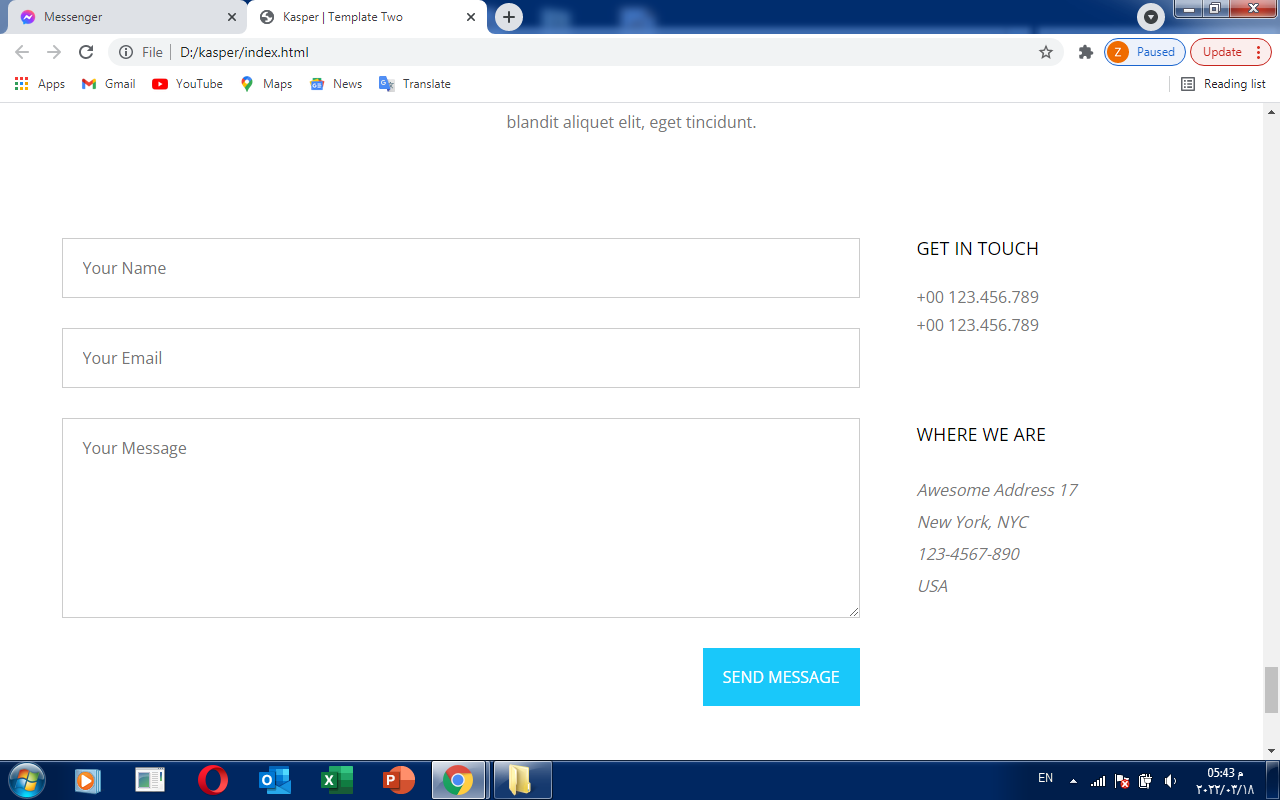 Messenger
Kasper | Template Two
File
D:/kasper/index.html
Z
Paused
Update
Apps
Gmail
YouTube
Maps
News
Translate
Reading list
blandit aliquet elit, eget tincidunt.
Your Name
Your Email
Your Message
SEND MESSAGE
GET IN TOUCH
+00 123.456.789
+00 123.456.789
WHERE WE ARE
Awesome Address 17
New York, NYC
123-4567-890
USA
EN
05:43 م
٢٠٢٢/٠٣/١٨